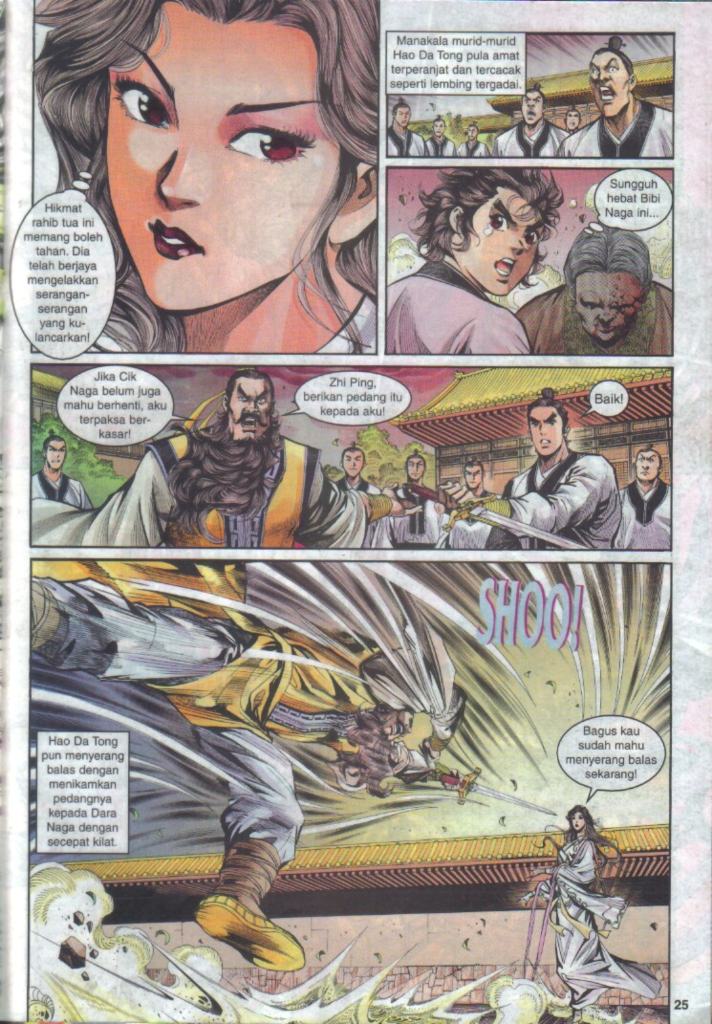 Hikmat
rahib tua ini
memang boleh
tahan. Dia
telah berjaya
mengelakkan
serangan-
serangan
yang ku-
lancarkan!
Manakala murid-murid
Hao Da Tong pula amat
terperanjat dan tercacak
seperti lembing tergadai.
Sungguh
hebat Bibi
Naga ini...
Jika Cik
Naga belum juga
mahu berhenti, aku
terpaksa ber-
kasar!
Zhi Ping,
berikan pedang itu
kepada aku!
Baik!
SHOO!
Hao Da Tong
pun menyerang
balas dengan
menikamkan
pedangnya
kepada Dara
Naga dengan
secepat kilat.
Bagus kau
sudah mahu
menyerang balas
sekarang!
25